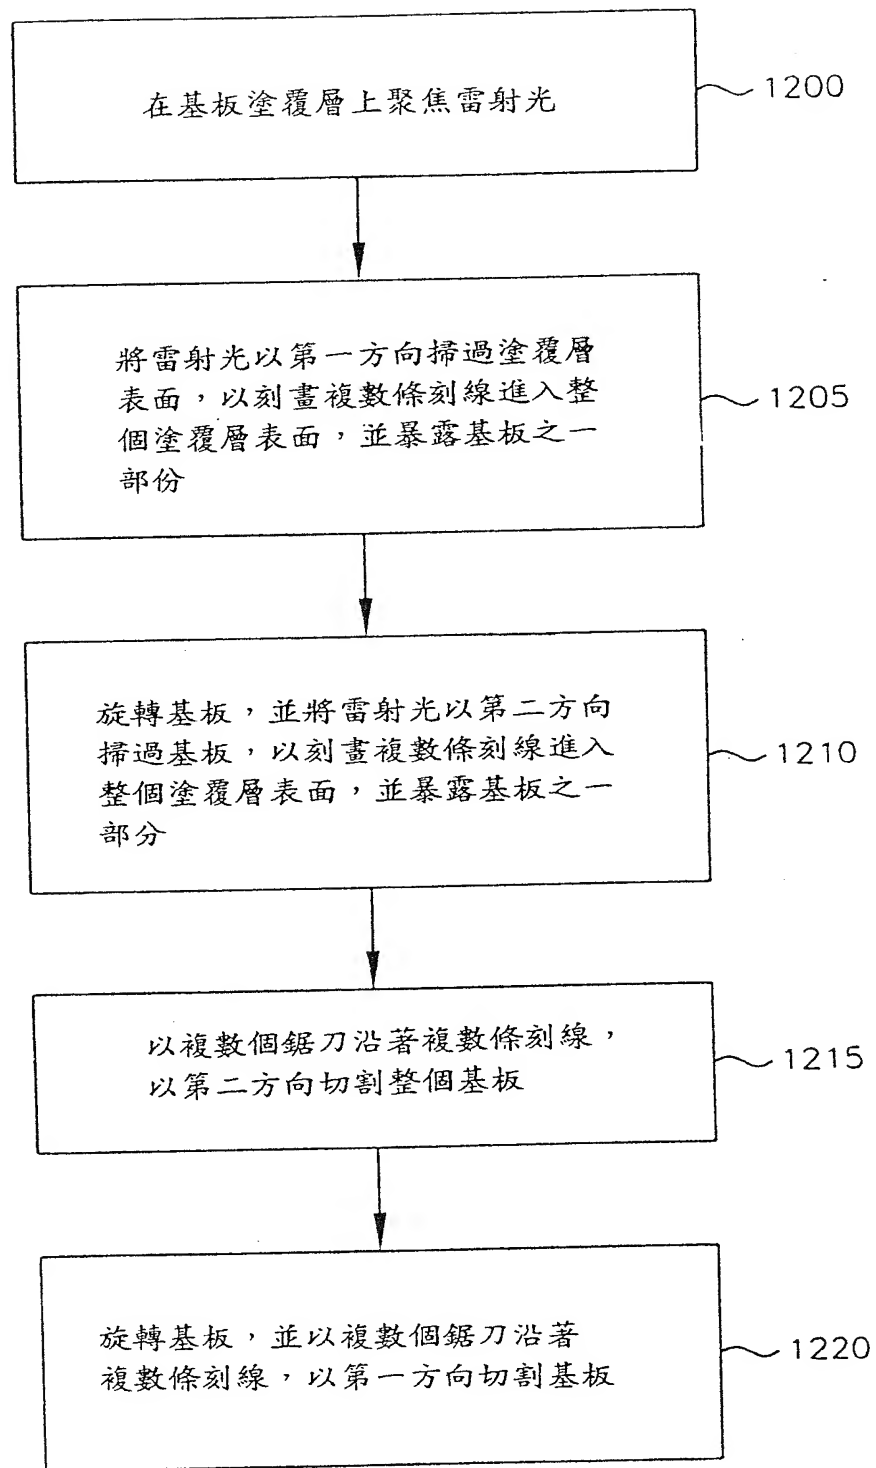 在基板塗覆層上聚焦雷射光
1200
將雷射光以第一方向掃過塗覆層
表面，以刻畫複數條刻線進入整
個塗覆層表面，並暴露基板之一
部份
1205
旋轉基板，並將雷射光以第二方向
掃過基板，以刻畫複數條刻線進入
整個塗覆層表面，並暴露基板之一
部分
1210
以複數個鋸刀沿著複數條刻線，
以第二方向切割整個基板
1215
旋轉基板，並以複數個鋸刀沿著
複數條刻線，以第一方向切割基板
1220